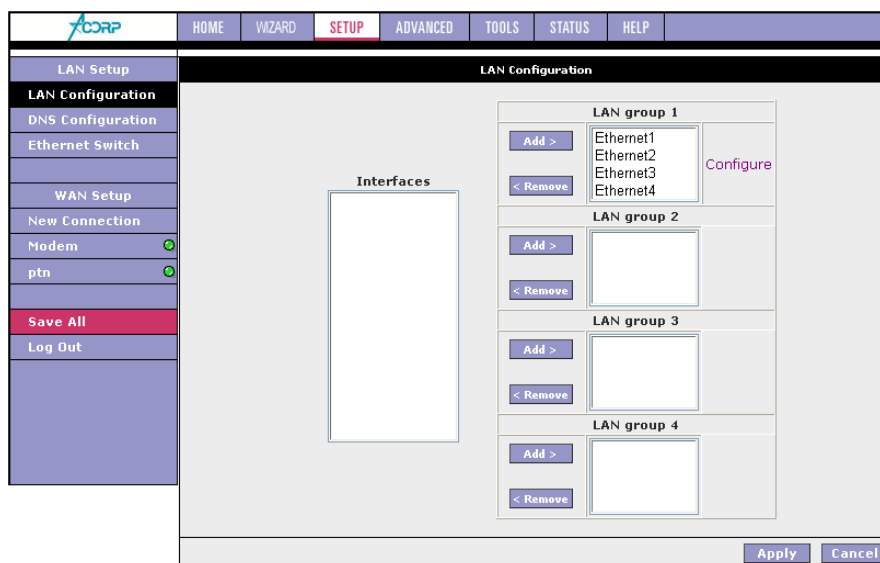 ACORP
HOME WIZARD SETUP ADVANCED TOOLS STATUS HELP
LAN Setup
LAN Configuration
DNS Configuration
Ethernet Switch
WAN Setup
New Connection
Modem
ptn
Save All
Log Out
LAN Configuration
Interfaces
LAN group 1
Add >
< Remove
Ethernet1
Ethernet2
Ethernet3
Ethernet4
Configure
LAN group 2
Add >
< Remove
LAN group 3
Add >
< Remove
LAN group 4
Add >
< Remove
Apply Cancel